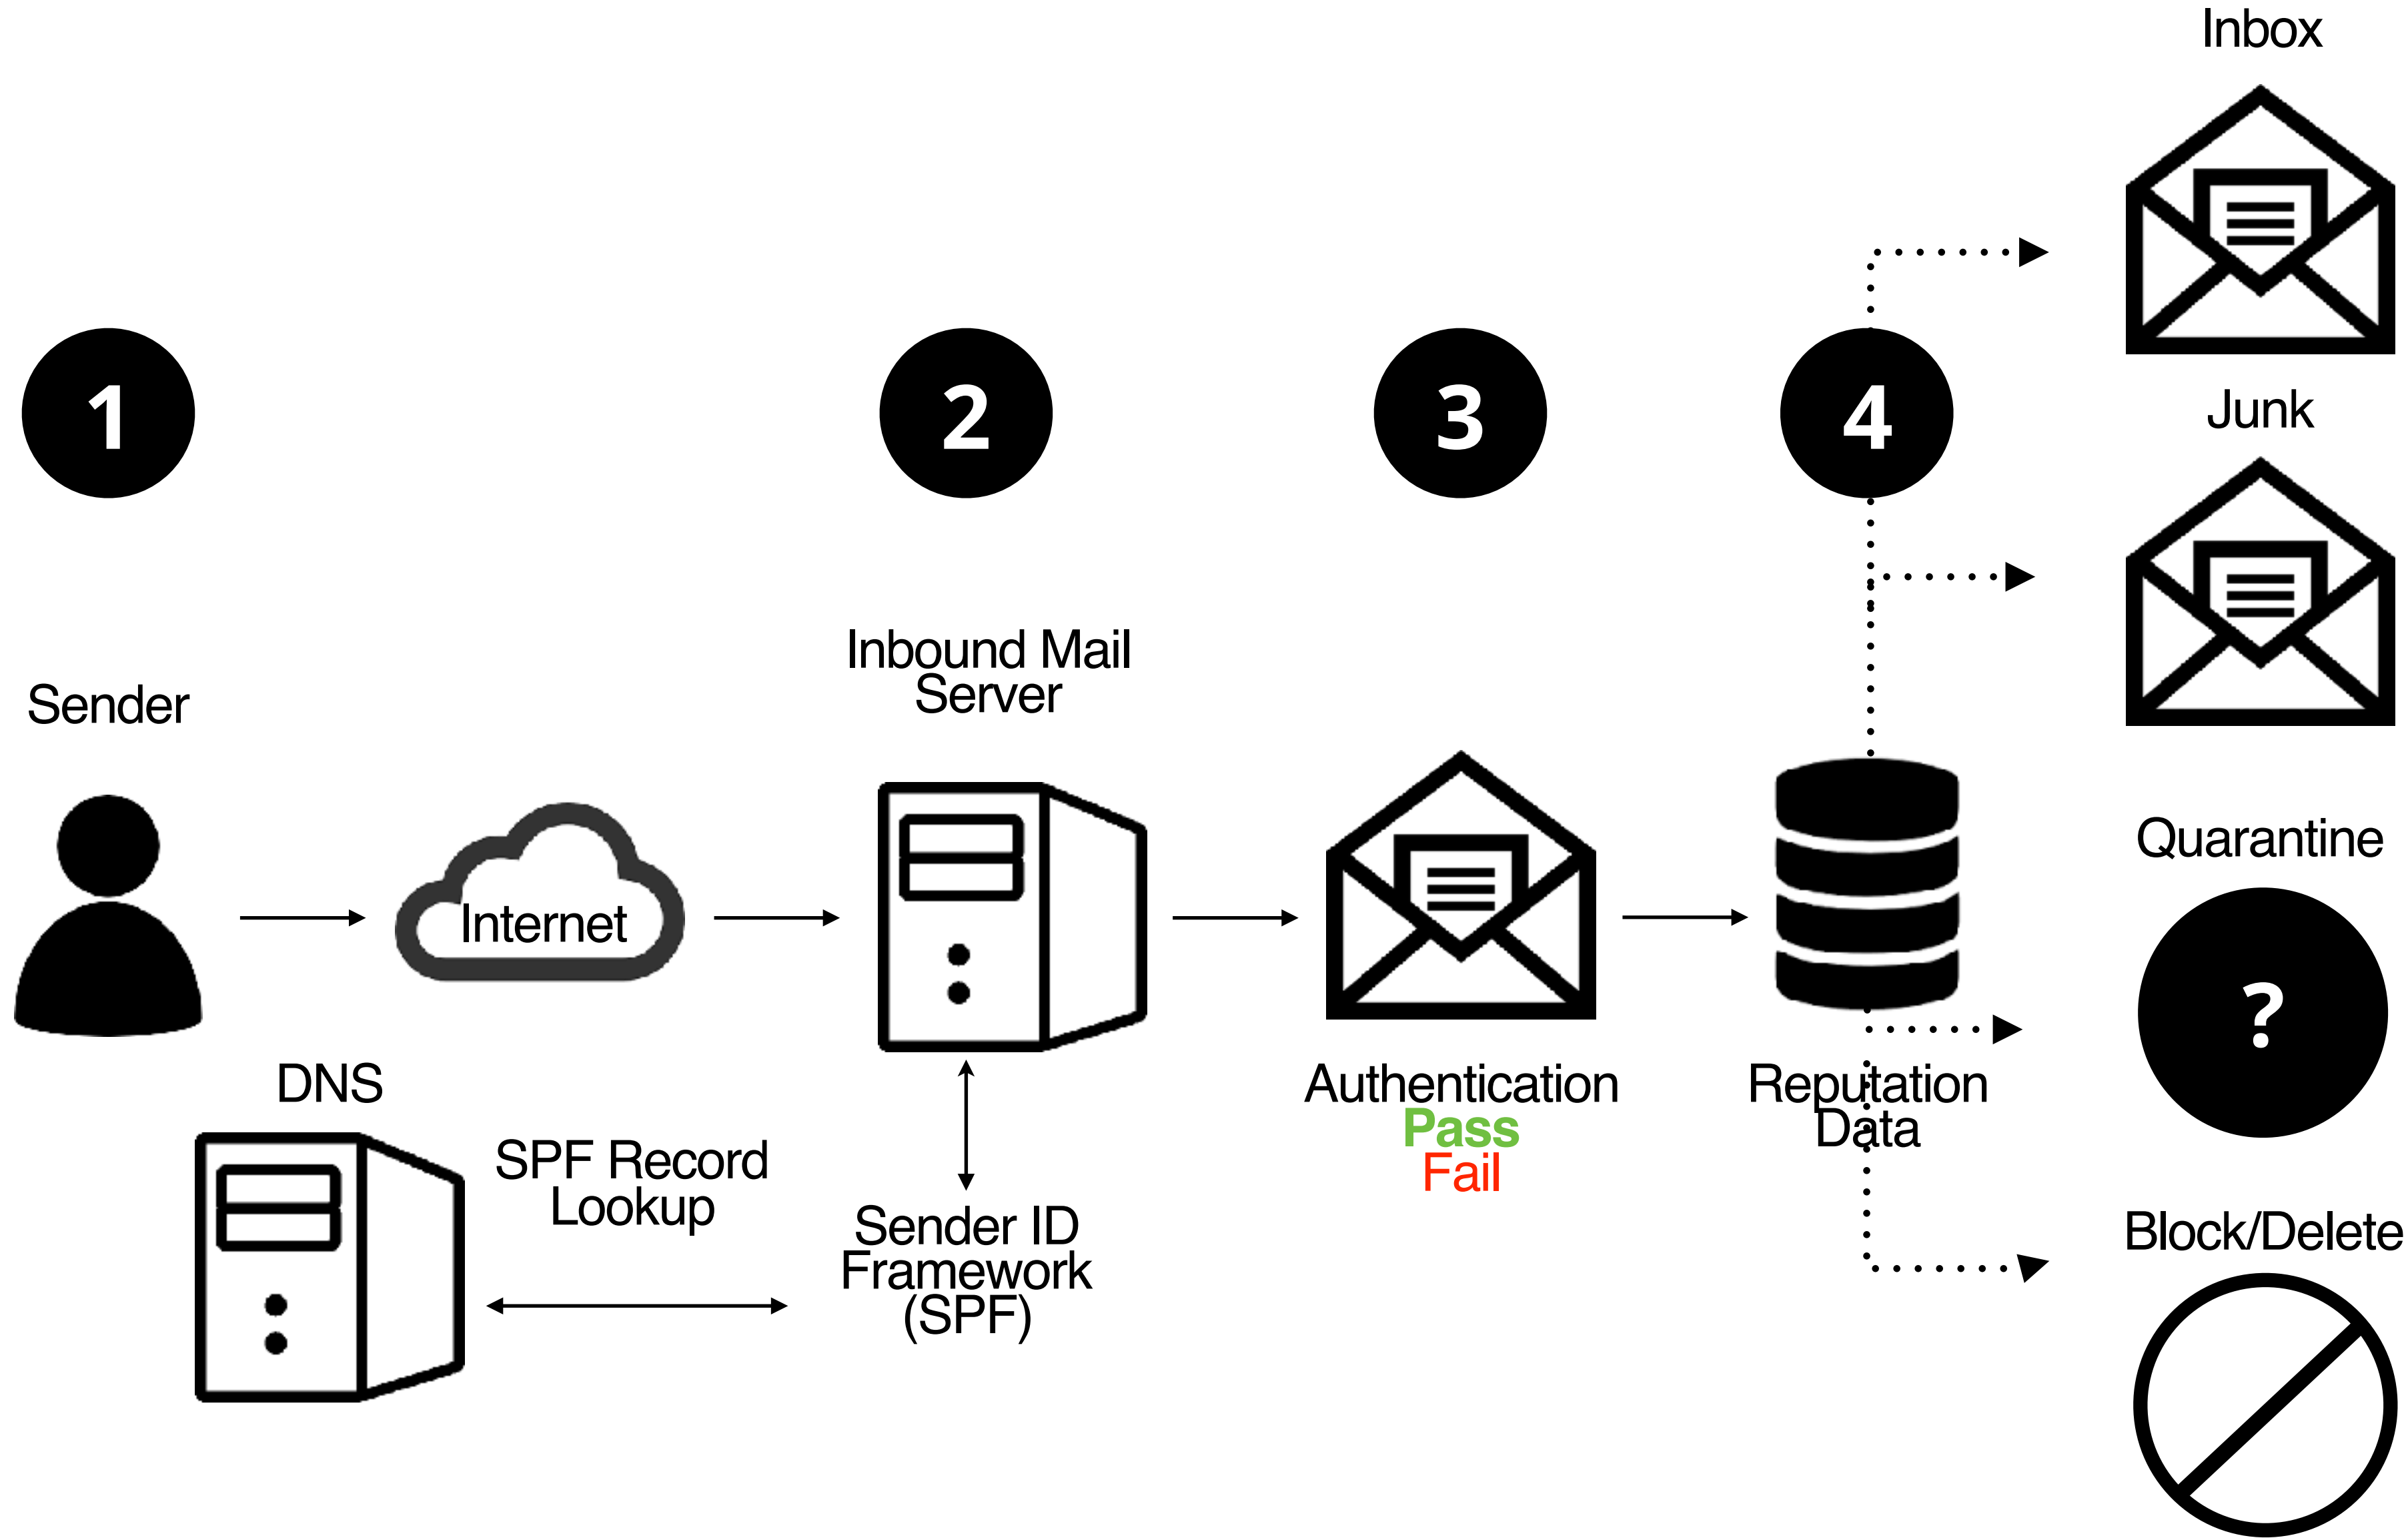 Inbox
1
2
3
4
Junk
Sender
Inbound Mail
Server
Internet
Quarantine
?
DNS
SPF Record
Lookup
Sender ID
Framework
(SPF)
Authentication
Pass
Fail
Reputation
Data
Block/Delete